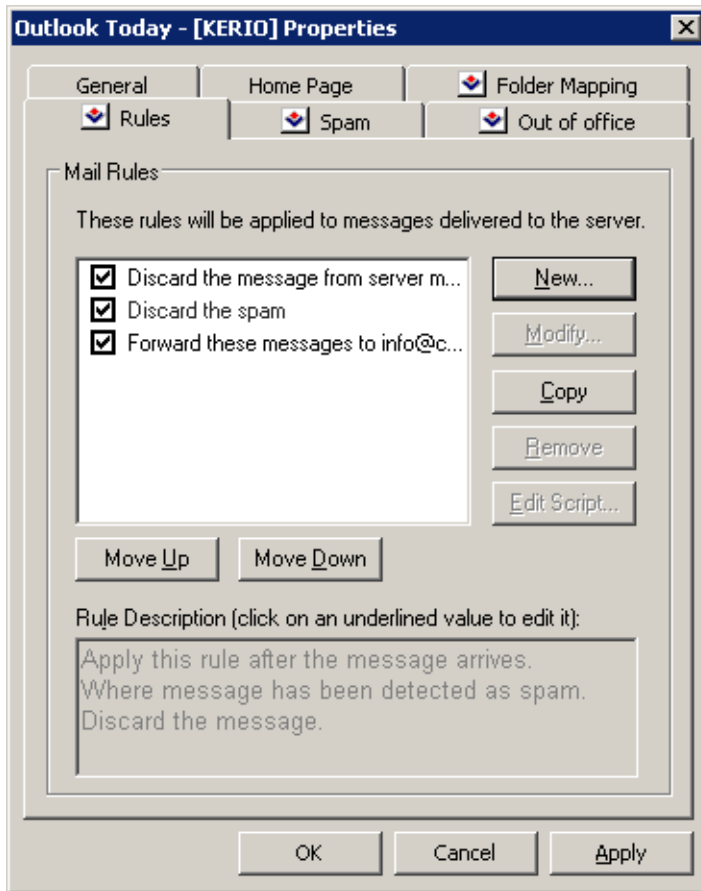 Outlook Today - [KERIO] Properties
General
Home Page
Folder Mapping
Rules
Spam
Out of office
Mail Rules
These rules will be applied to messages delivered to the server.
Discard the message from server m...
Discard the spam
Forward these messages to info@c...
New...
Modify...
Copy
Remove
Edit Script...
Move Up
Move Down
Rule Description (click on an underlined value to edit it):
Apply this rule after the message arrives.
Where message has been detected as spam.
Discard the message.
OK
Cancel
Apply